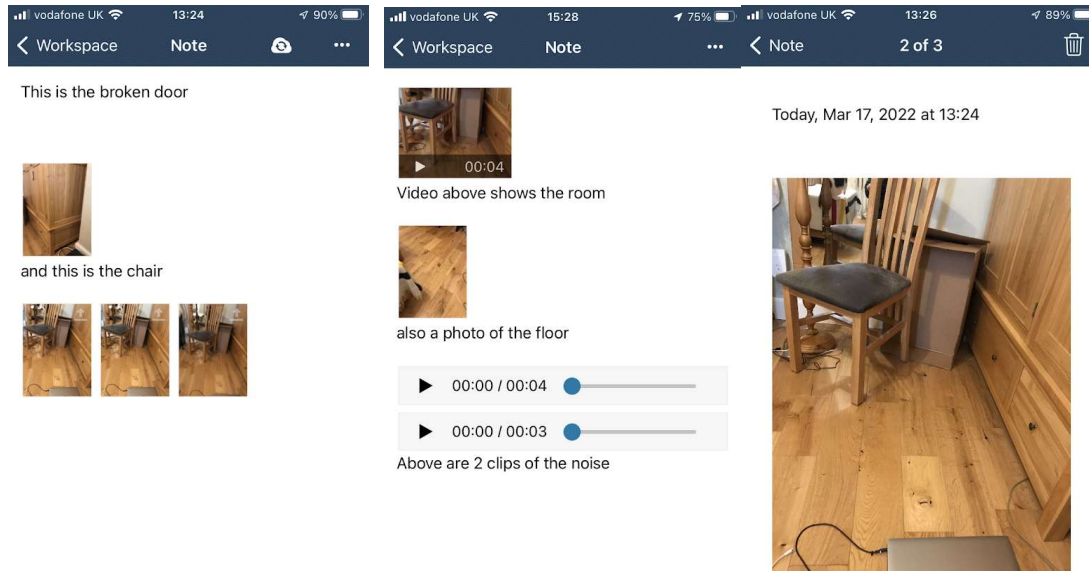 vodafone UK 13:24 90%
Workspace Note
This is the broken door
and this is the chair
vodafone UK 15:28 75%
Workspace Note
00:04
Video above shows the room
also a photo of the floor
00:00 / 00:04
00:00 / 00:03
Above are 2 clips of the noise
vodafone UK 13:26 89%
Note 2 of 3
Today, Mar 17, 2022 at 13:24